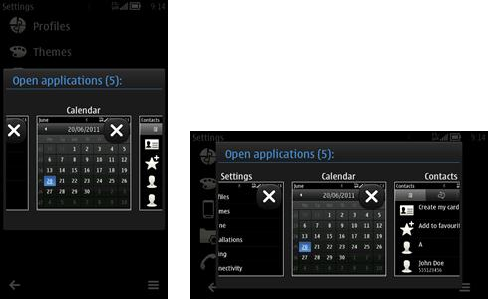 Settings 9:14
Profiles
Themes
Open applications (5):
Calendar
June
Contacts
20/06/2011
1 2 3 4 5
6 7 8 9 10 11 12
13 14 15 16 17 18 19
20 21 22 23 24 25 26
27 28 29 30
Settings 9:14
Open applications (5):
Settings Calendar Contacts
June
Contacts
20/06/2011
files
mes
ne
allations
ing
nectivity
1 2 3 4 5
6 7 8 9 10 11 12
13 14 15 16 17 18 19
20 21 22 23 24 25 26
27 28 29 30
Create my card
Add to favourit
A
John Doe